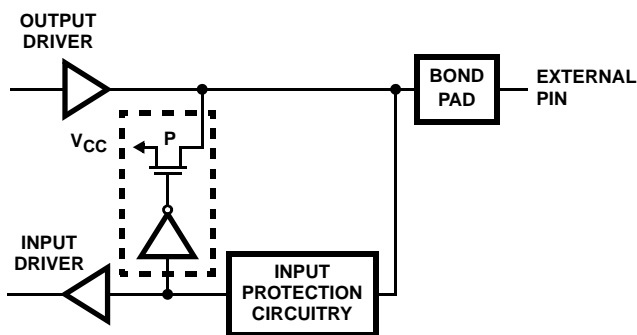 OUTPUT
DRIVER
BOND
PAD
EXTERNAL
PIN
VCC
P
INPUT
DRIVER
INPUT
PROTECTION
CIRCUITRY